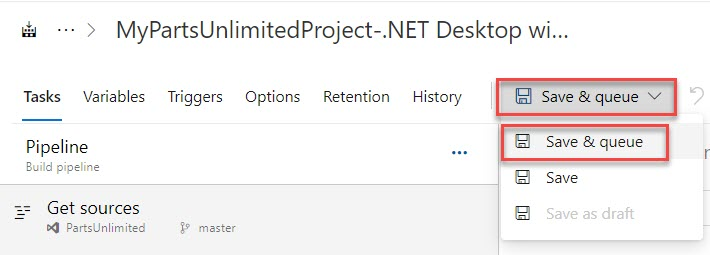 ... > MyPartsUnlimitedProject-.NET Desktop wi...
Tasks Variables Triggers Options Retention History Save & queue
Pipeline ...
Build pipeline
Save & queue
Save
Save as draft
Get sources
PartsUnlimited master